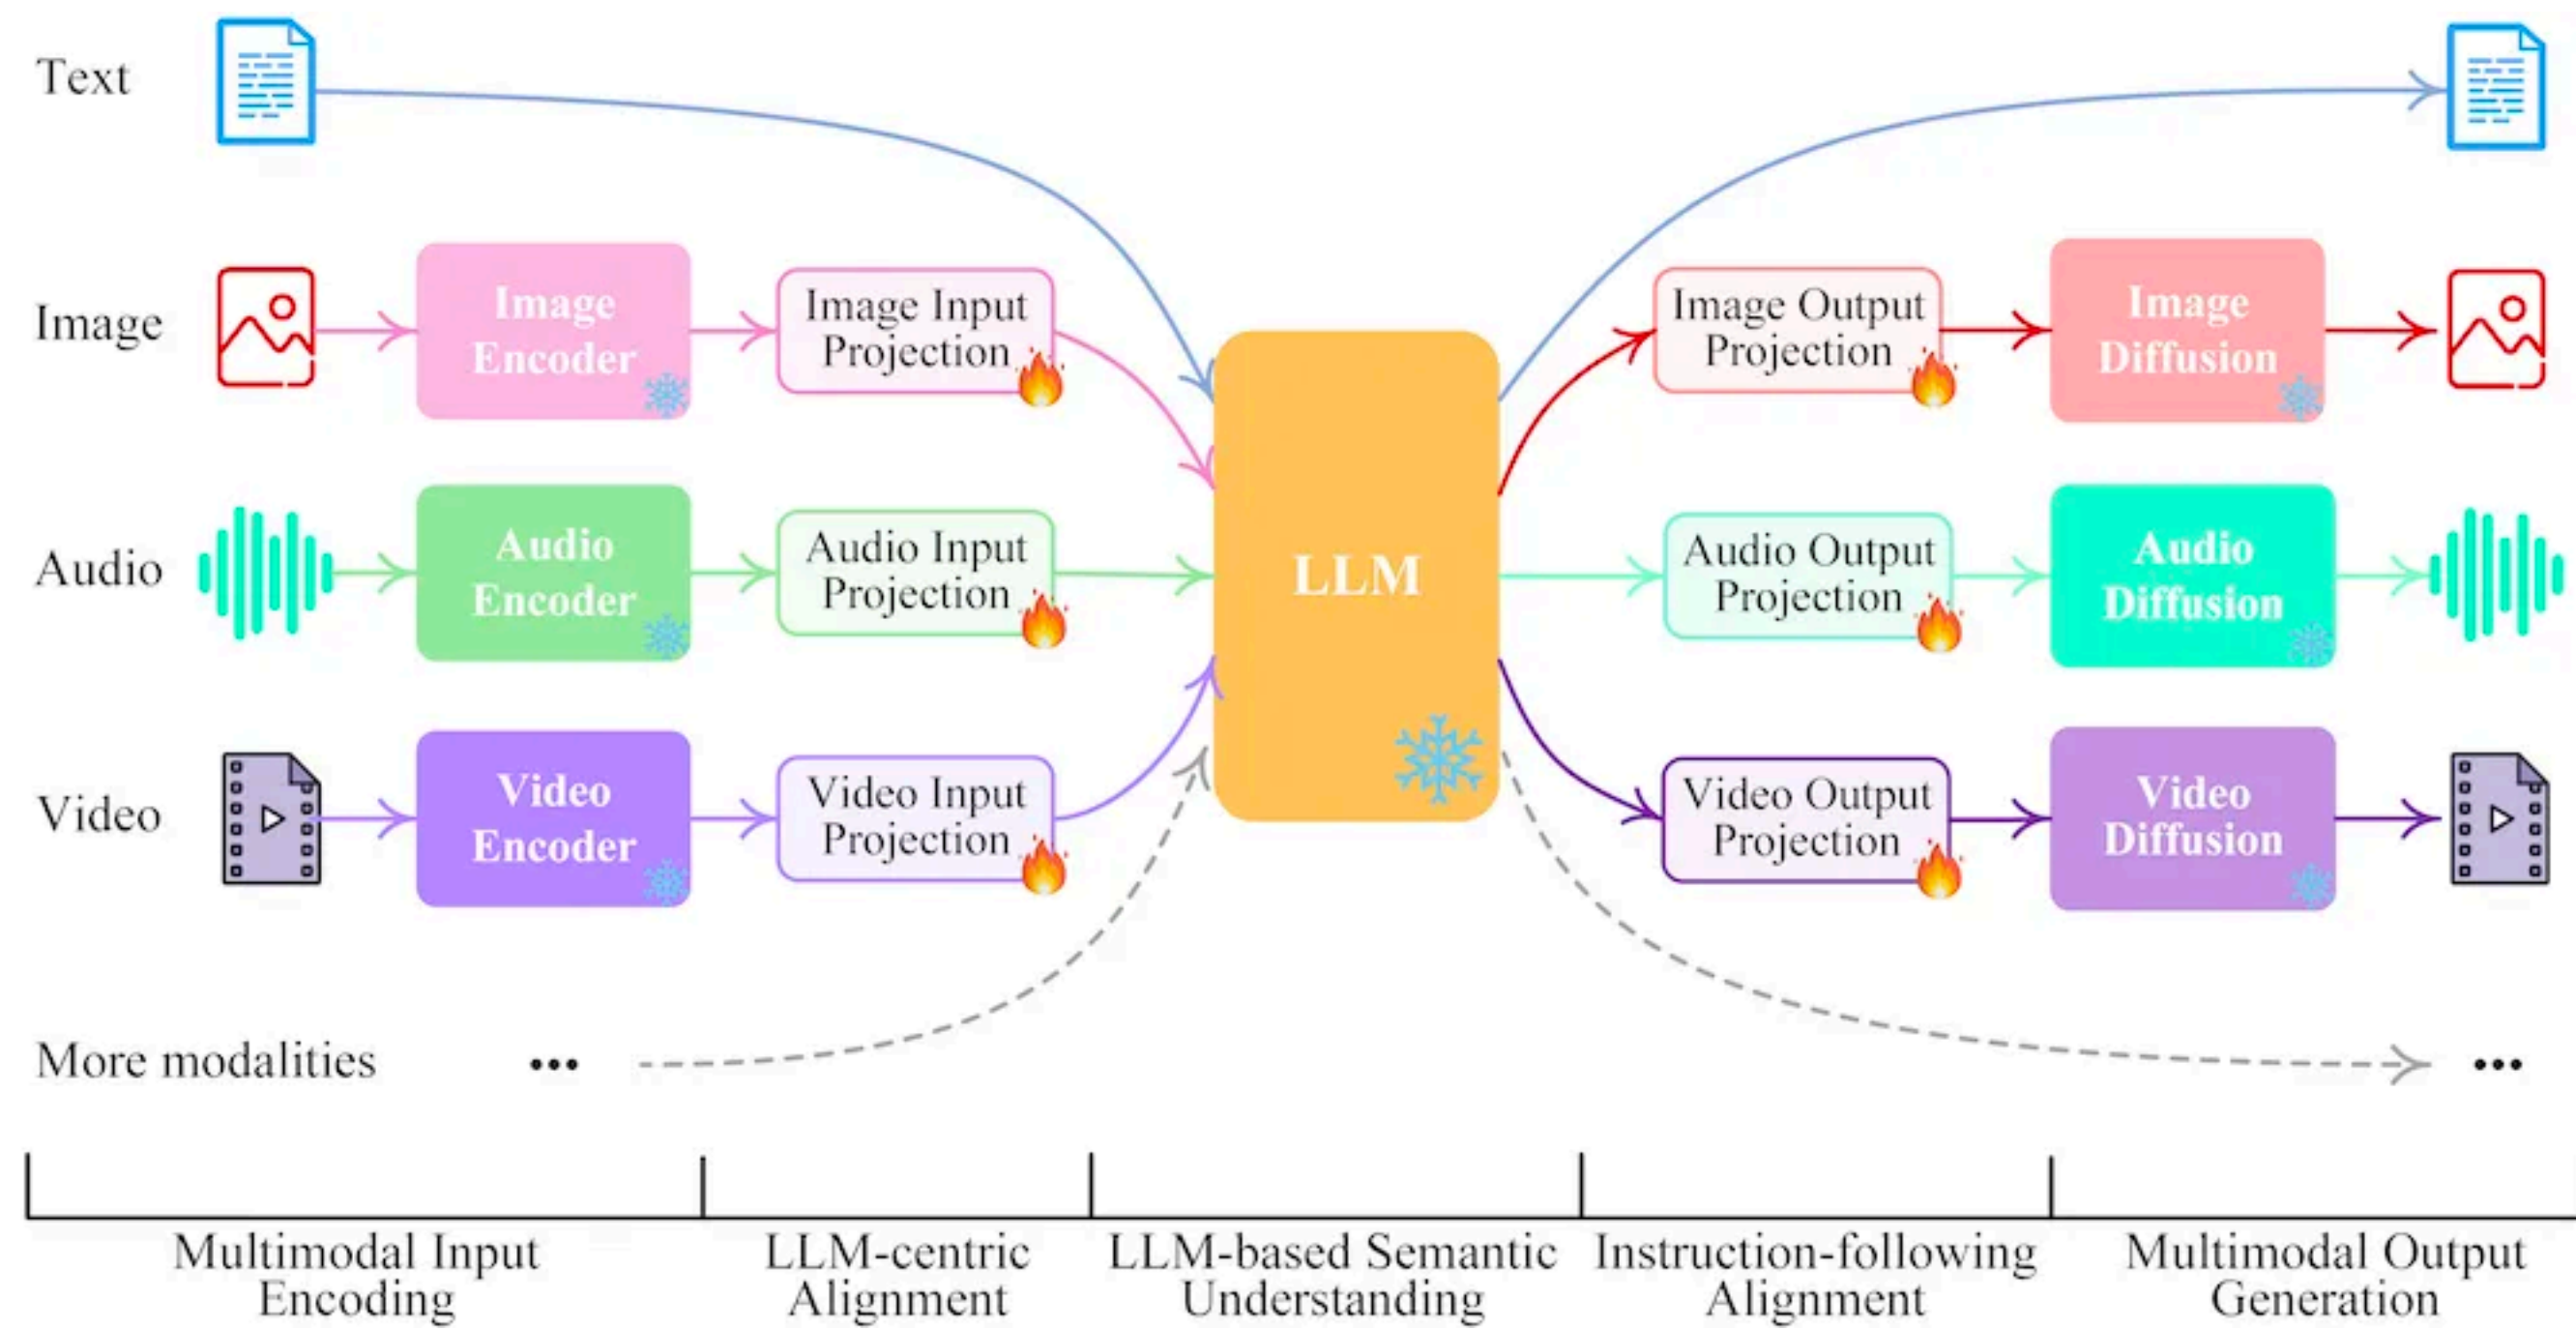 Text
Image
Image
Encoder
Image Input
Projection
Image Output
Projection
Image
Diffusion
Audio
Audio
Encoder
Audio Input
Projection
LLM
Audio Output
Projection
Audio
Diffusion
Video
Video
Encoder
Video Input
Projection
Video Output
Projection
Video
Diffusion
More modalities
...
...
Multimodal Input
Encoding
LLM-centric
Alignment
LLM-based Semantic
Understanding
Instruction-following
Alignment
Multimodal Output
Generation